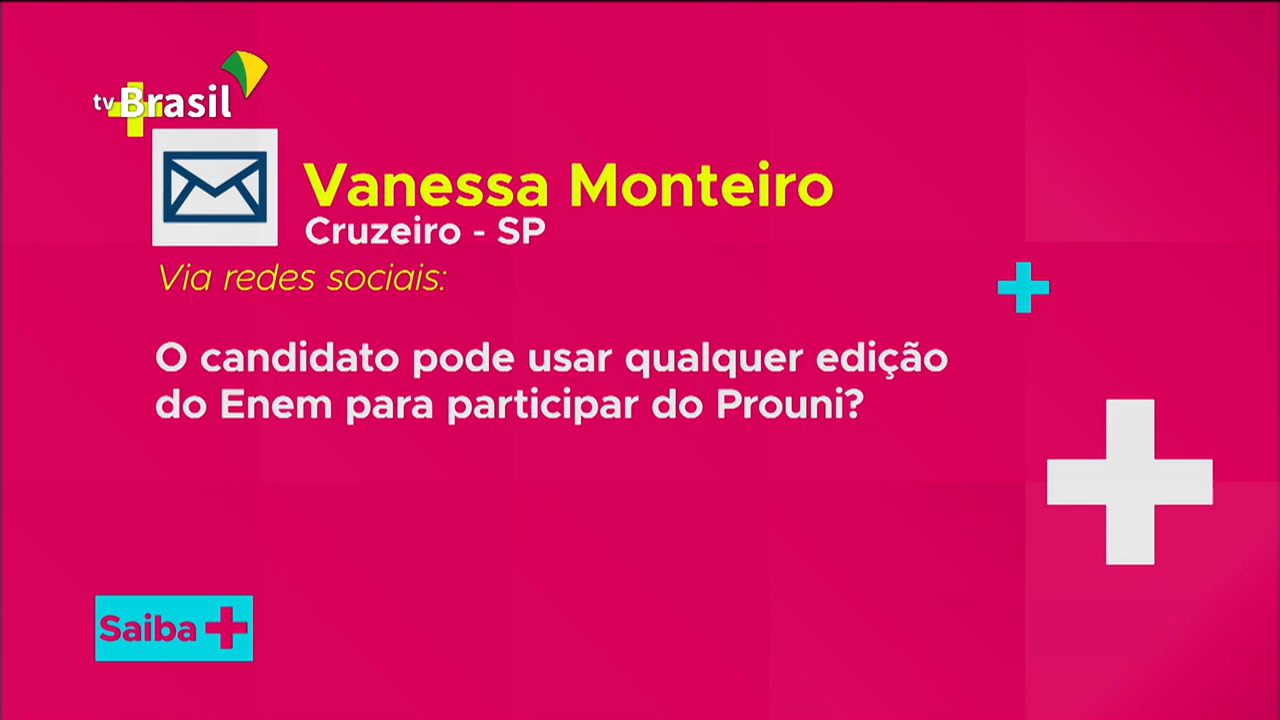 tv Brasil
Vanessa Monteiro
Cruzeiro - SP
Via redes sociais:
O candidato pode usar qualquer edição
do Enem para participar do Prouni?
Saiba +